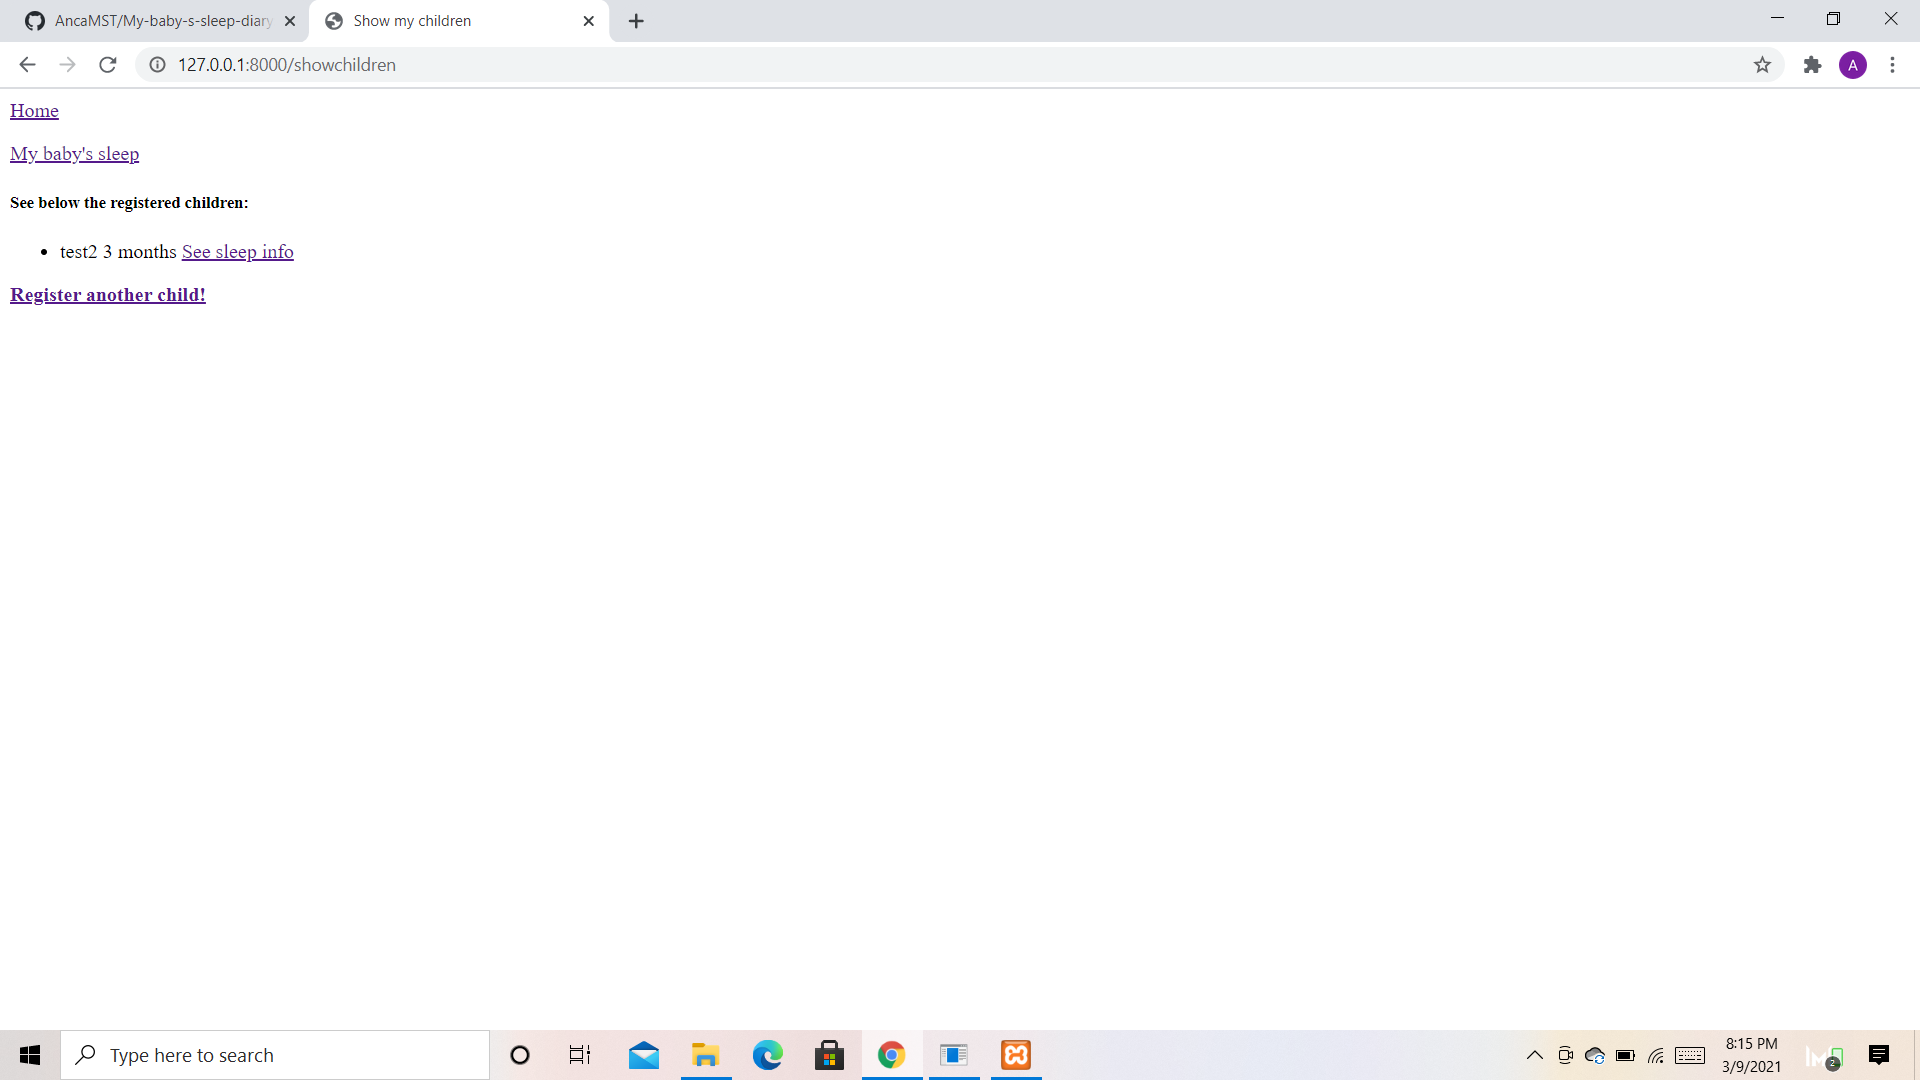 AncaMST/My-baby-s-sleep-diary
Show my children
127.0.0.1:8000/showchildren
A
Home
My baby's sleep
See below the registered children:
test2 3 months See sleep info
Register another child!
Type here to search
8:15 PM
3/9/2021
2